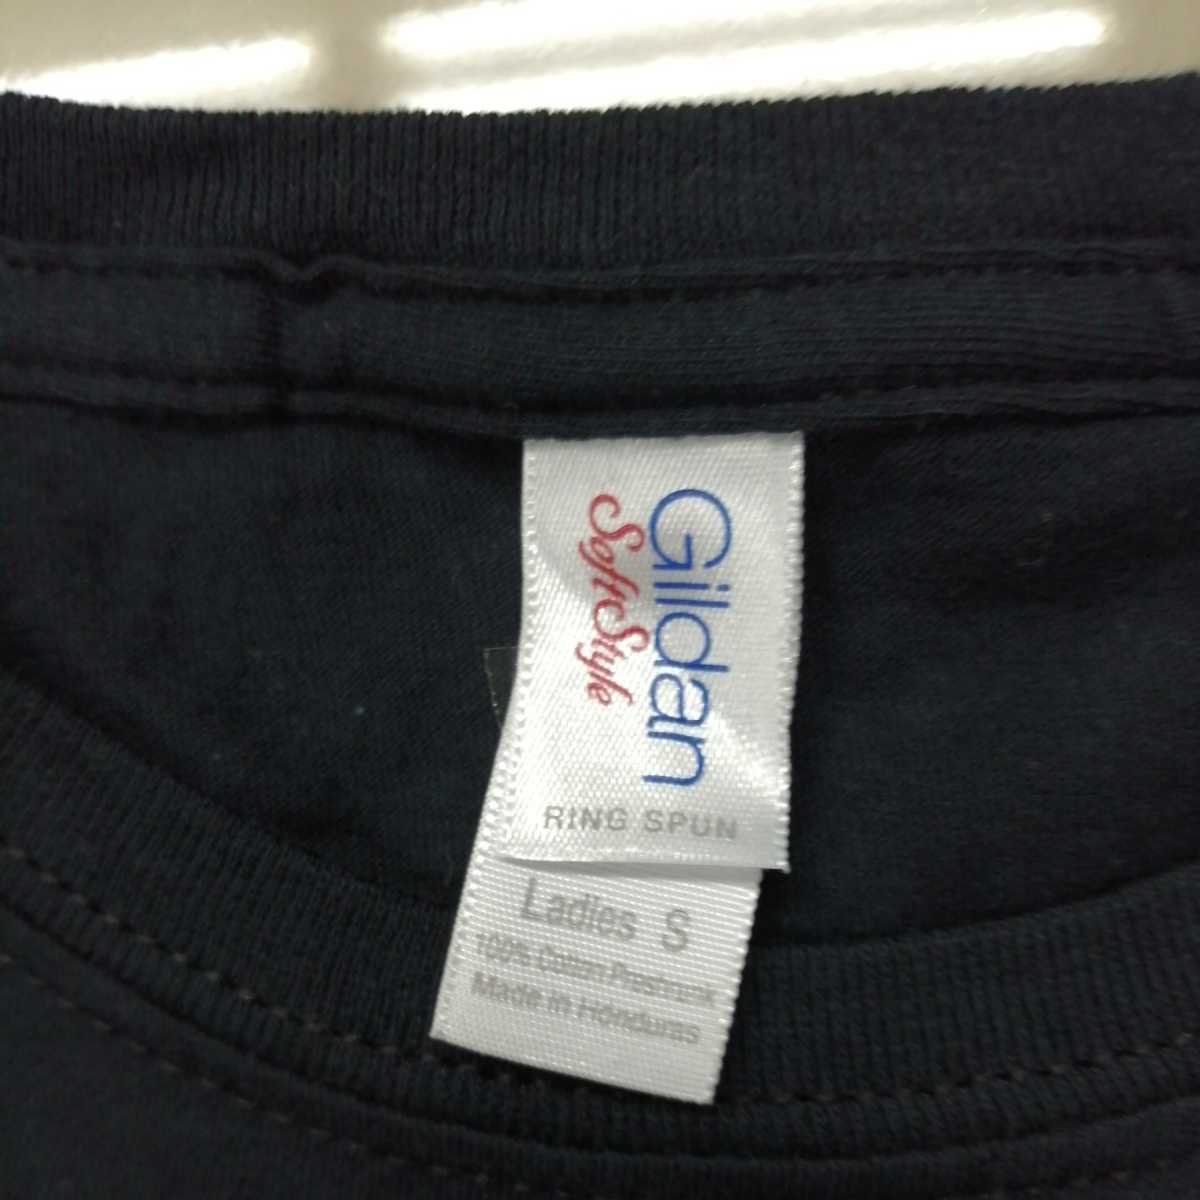 Gildan
SoftStyle
RING SPUN
Ladies S
100% Cotton Preshrunk
Made in Honduras